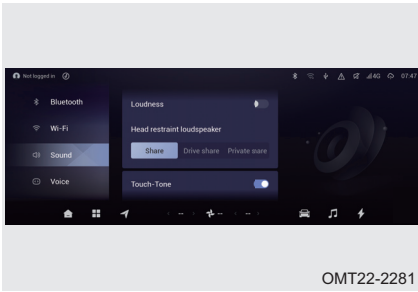 Not logged in 4G 07:47
Bluetooth
Loudness
Wi-Fi
Head restraint loudspeaker
Sound
Share Drive share Private
Voice
Touch-Tone
OMT22-2281